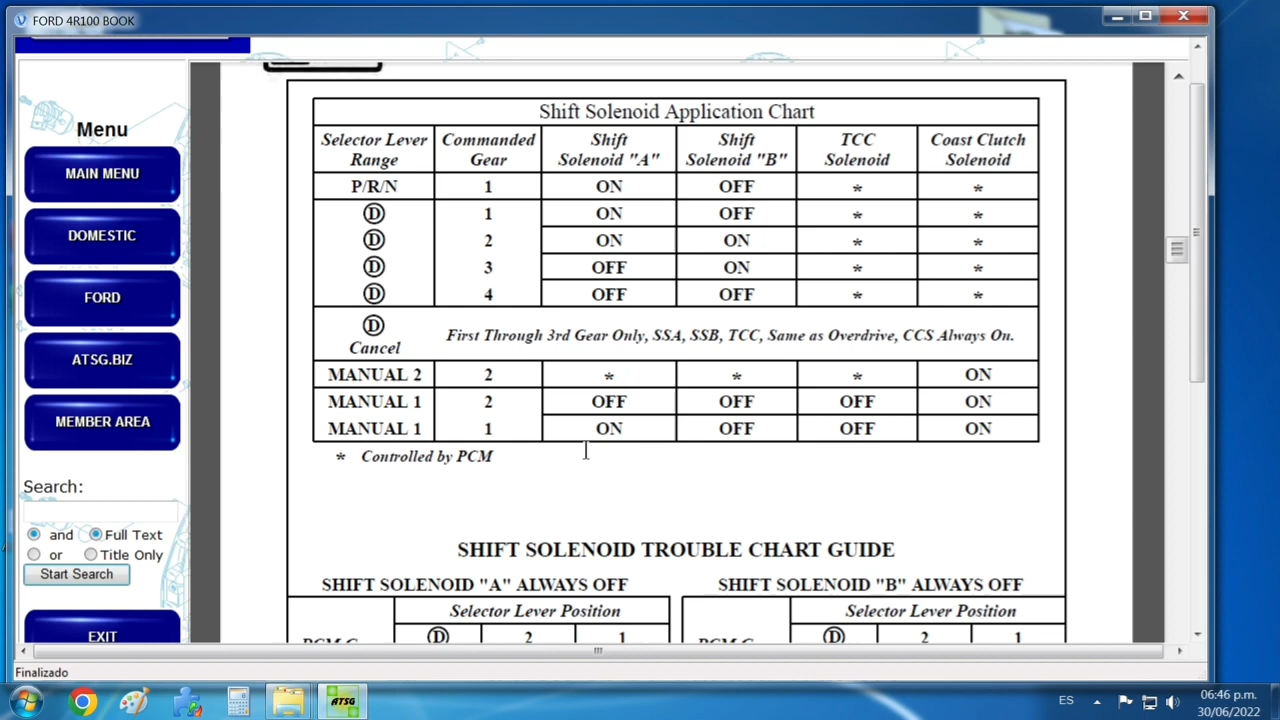 FORD 4R100 BOOK
Menu
MAIN MENU
DOMESTIC
FORD
ATSG.BIZ
MEMBER AREA
Search:
and Full Text
or Title Only
Start Search
EXIT
Shift Solenoid Application Chart
Selector Lever Range Commanded Gear Shift Solenoid "A" Shift Solenoid "B" TCC Solenoid Coast Clutch Solenoid
P/R/N 1 ON OFF * *
D 1 ON OFF * *
D 2 ON ON * *
D 3 OFF ON * *
D 4 OFF OFF * *
D Cancel First Through 3rd Gear Only, SSA, SSB, TCC, Same as Overdrive, CCS Always On.
MANUAL 2 2 * * * ON
MANUAL 1 2 OFF OFF OFF ON
MANUAL 1 1 ON OFF OFF ON
* Controlled by PCM
SHIFT SOLENOID TROUBLE CHART GUIDE
SHIFT SOLENOID "A" ALWAYS OFF
Selector Lever Position
D 2 1
SHIFT SOLENOID "B" ALWAYS OFF
Selector Lever Position
D 2 1
Finalizado
ATSG
ES
06:46 p.m.
30/06/2022